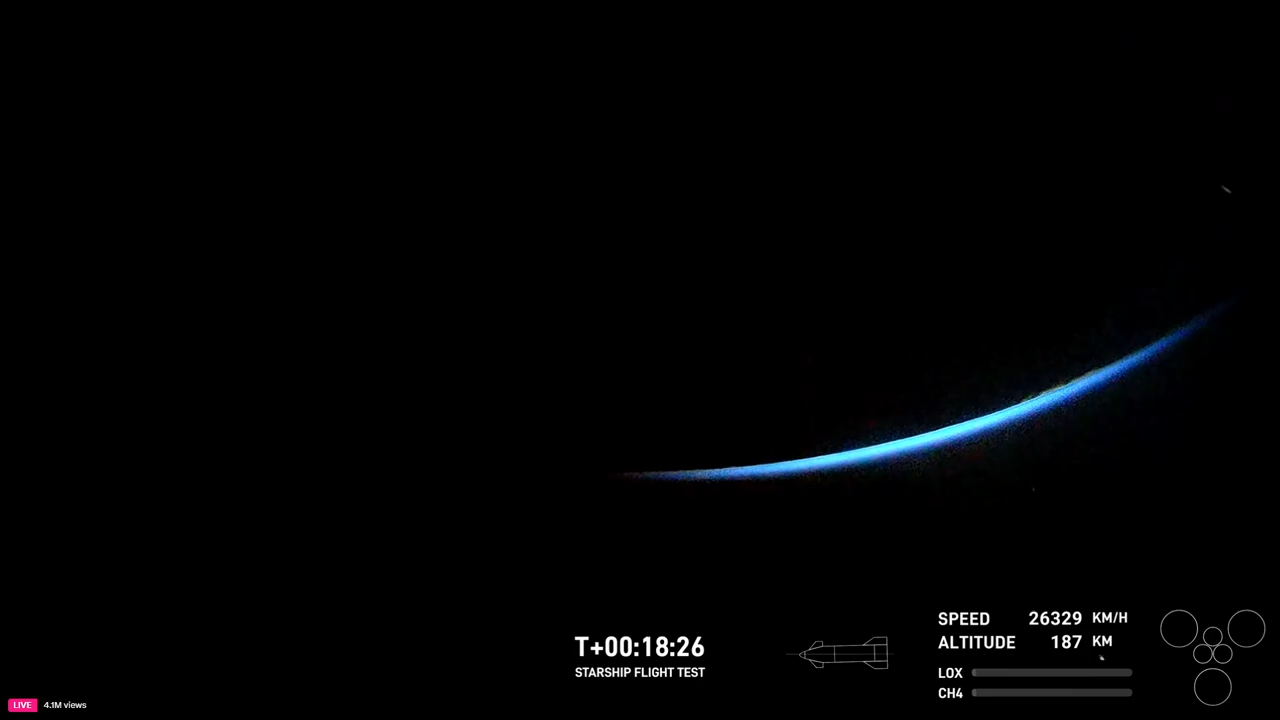 T+00:18:26
STARSHIP FLIGHT TEST
SPEED 26329 KM/H
ALTITUDE 187 KM
LOX
CH4
LIVE 4.1M views